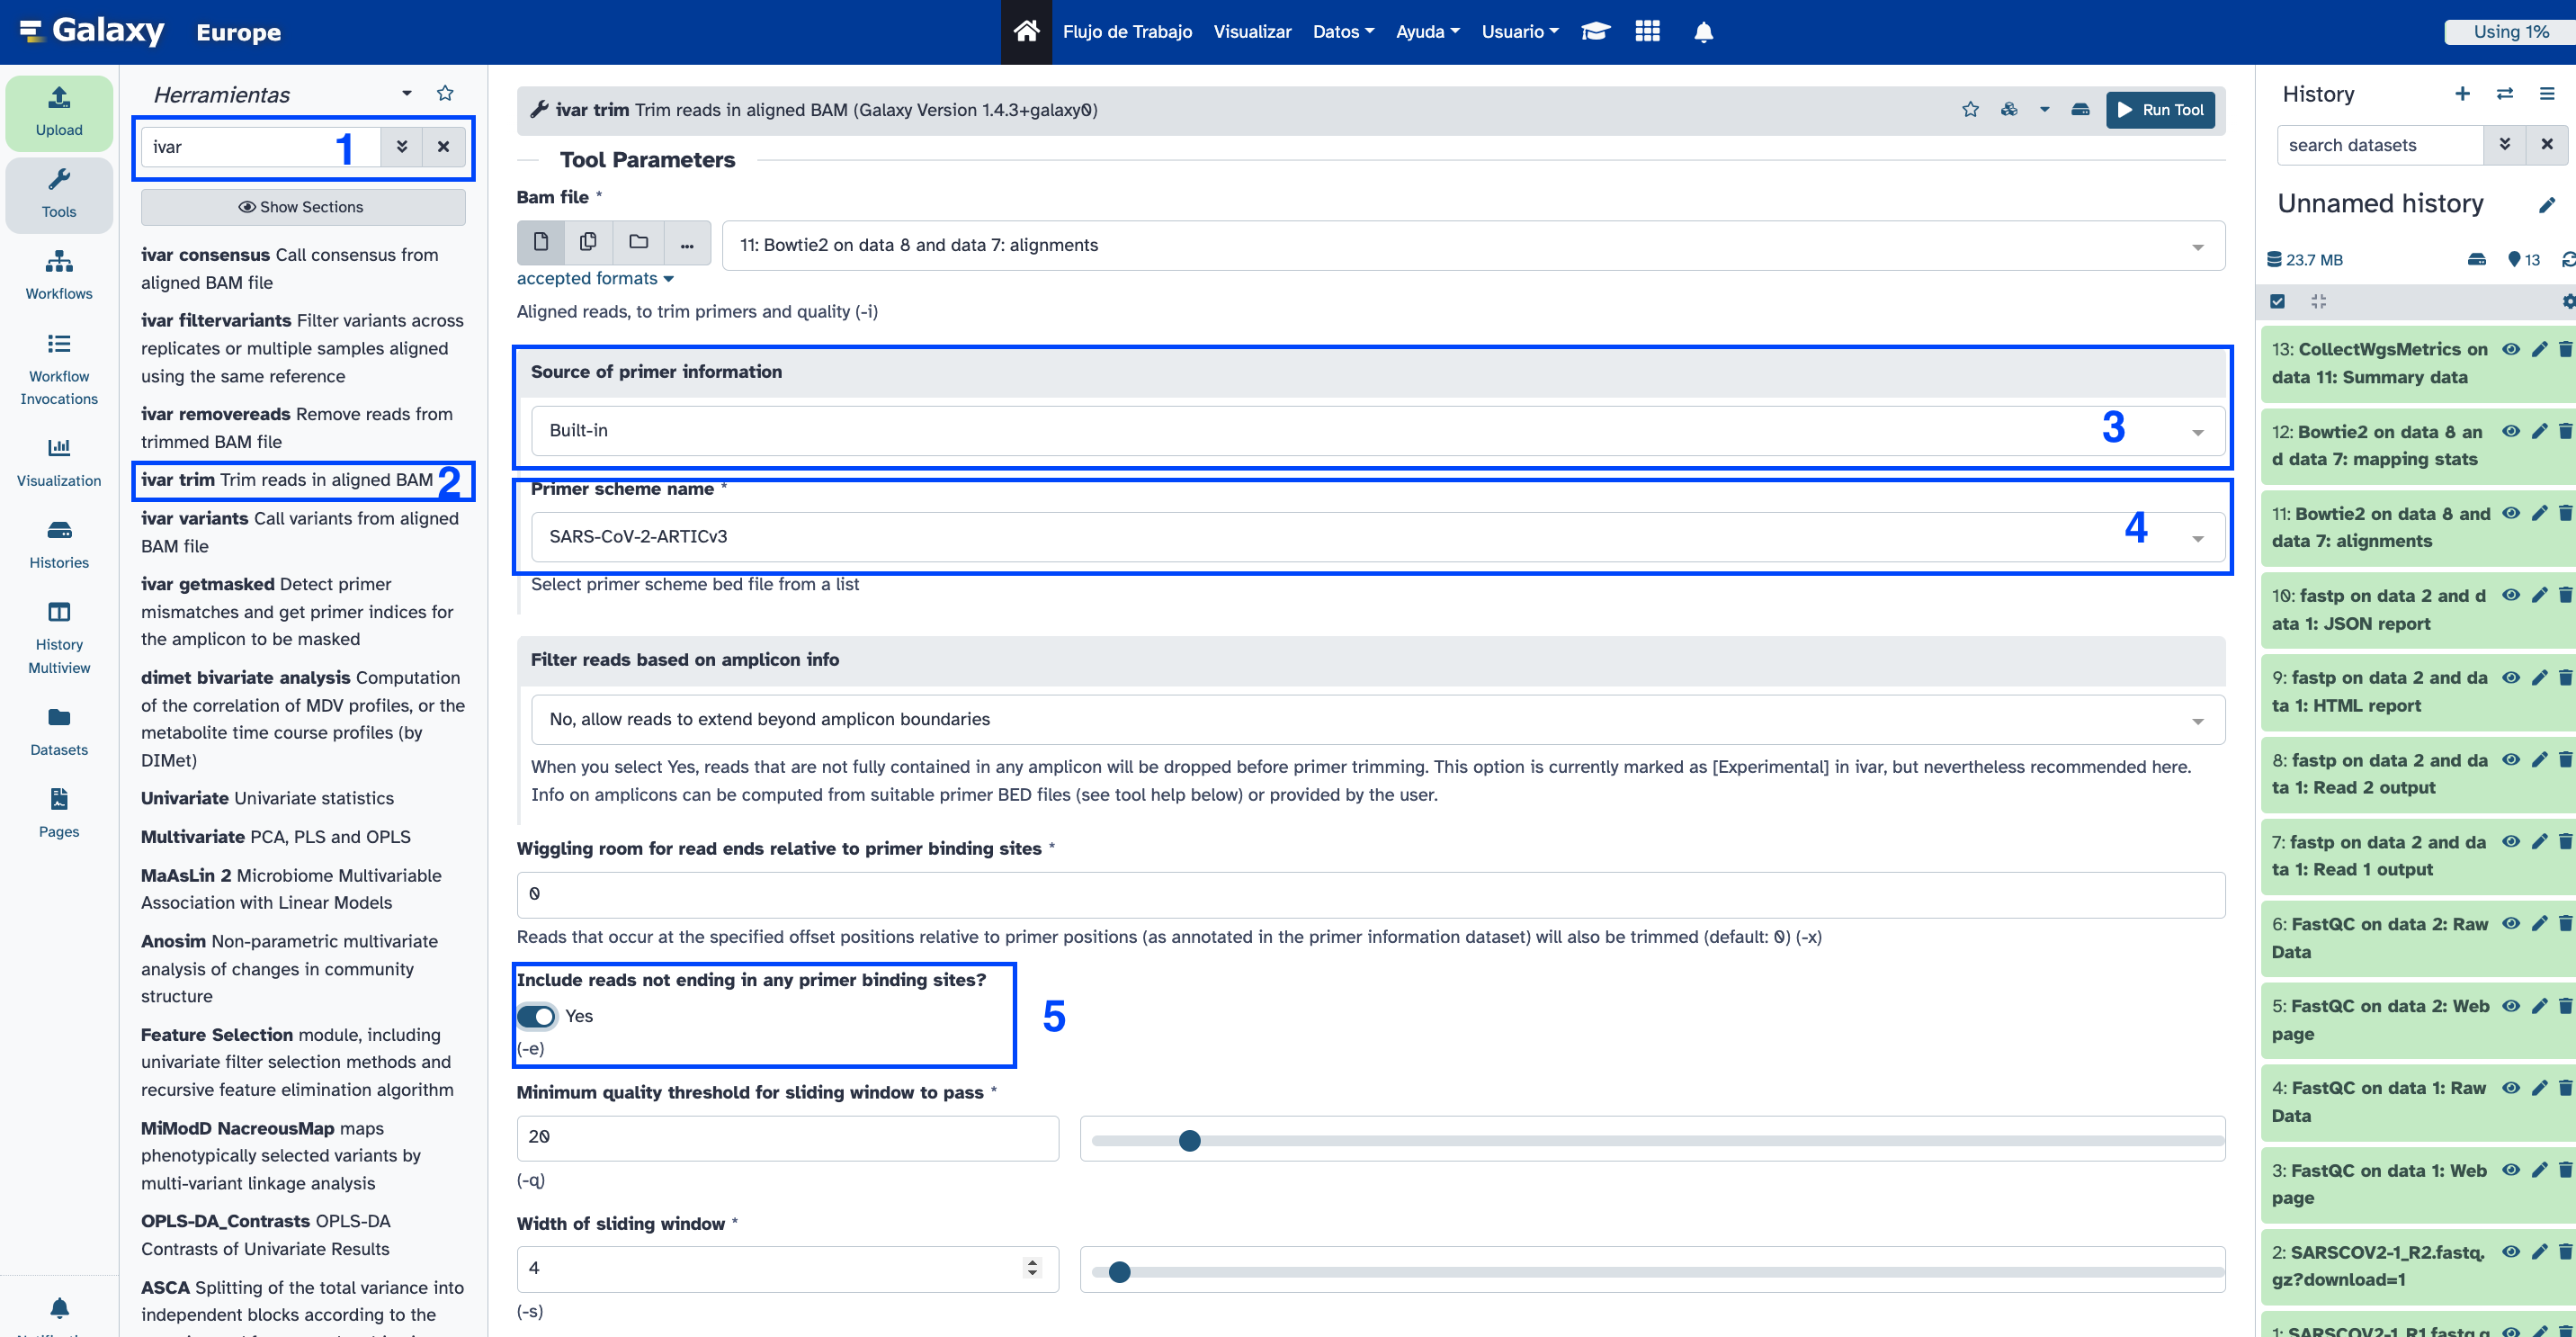 Galaxy Europe
Flujo de Trabajo Visualizar Datos Ayuda Usuario
Using 1%
Upload
Tools
Workflows
Workflow
Invocations
Visualization
Histories
History
Multiview
Datasets
Pages
Herramientas
ivar 1
Show Sections
ivar consensus Call consensus from
aligned BAM file
ivar filtervariants Filter variants across
replicates or multiple samples aligned
using the same reference
ivar removereads Remove reads from
trimmed BAM file
ivar trim Trim reads in aligned BAM 2
ivar variants Call variants from aligned
BAM file
ivar getmasked Detect primer
mismatches and get primer indices for
the amplicon to be masked
dimet bivariate analysis Computation
of the correlation of MDV profiles, or the
metabolite time course profiles (by
DIMet)
Univariate Univariate statistics
Multivariate PCA, PLS and OPLS
MaAsLin 2 Microbiome Multivariable
Association with Linear Models
Anosim Non-parametric multivariate
analysis of changes in community
structure
Feature Selection module, including
univariate filter selection methods and
recursive feature elimination algorithm
MiModD NacreousMap maps
phenotypically selected variants by
multi-variant linkage analysis
OPLS-DA_Contrasts OPLS-DA
Contrasts of Univariate Results
ASCA Splitting of the total variance into
independent blocks according to the
ivar trim Trim reads in aligned BAM (Galaxy Version 1.4.3+galaxy0)
Run Tool
Tool Parameters
Bam file *
... 11: Bowtie2 on data 8 and data 7: alignments
accepted formats
Aligned reads, to trim primers and quality (-i)
Source of primer information
Built-in 3
Primer scheme name *
SARS-CoV-2-ARTICv3 4
Select primer scheme bed file from a list
Filter reads based on amplicon info
No, allow reads to extend beyond amplicon boundaries
When you select Yes, reads that are not fully contained in any amplicon will be dropped before primer trimming. This option is currently marked as [Experimental] in ivar, but nevertheless recommended here.
Info on amplicons can be computed from suitable primer BED files (see tool help below) or provided by the user.
Wiggling room for read ends relative to primer binding sites *
0
Reads that occur at the specified offset positions relative to primer positions (as annotated in the primer information dataset) will also be trimmed (default: 0) (-x)
Include reads not ending in any primer binding sites?
Yes 5
(-e)
Minimum quality threshold for sliding window to pass *
20
(-q)
Width of sliding window *
4
(-s)
History
search datasets
Unnamed history
23.7 MB 13
13: CollectWgsMetrics on
data 11: Summary data
12: Bowtie2 on data 8 an
d data 7: mapping stats
11: Bowtie2 on data 8 and
data 7: alignments
10: fastp on data 2 and d
ata 1: JSON report
9: fastp on data 2 and da
ta 1: HTML report
8: fastp on data 2 and da
ta 1: Read 2 output
7: fastp on data 2 and da
ta 1: Read 1 output
6: FastQC on data 2: Raw
Data
5: FastQC on data 2: Web
page
4: FastQC on data 1: Raw
Data
3: FastQC on data 1: Web
page
2: SARSCOV2-1_R2.fastq.
gz?download=1
1: SARSCOV2-1_R1.fastq.g